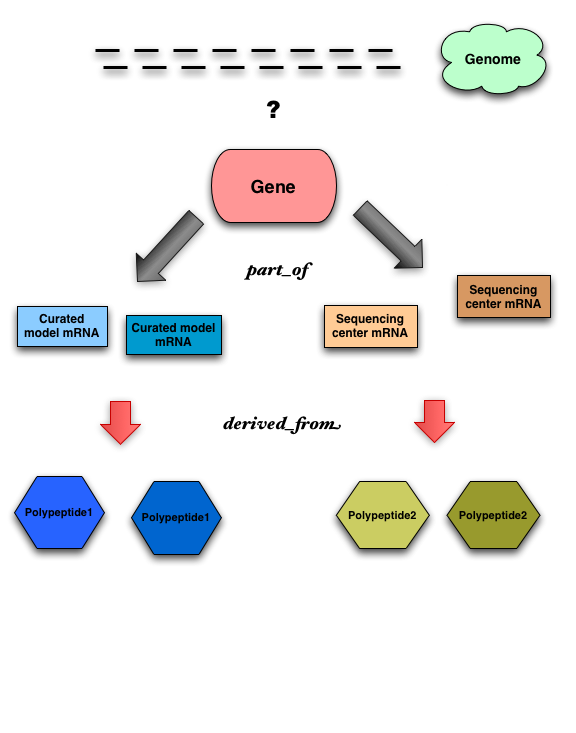 Genome
?
Gene
part_of
Sequencing
center mRNA
Curated
model mRNA
Curated model
mRNA
Sequencing
center mRNA
derived_from
Polypeptide1
Polypeptide1
Polypeptide2
Polypeptide2